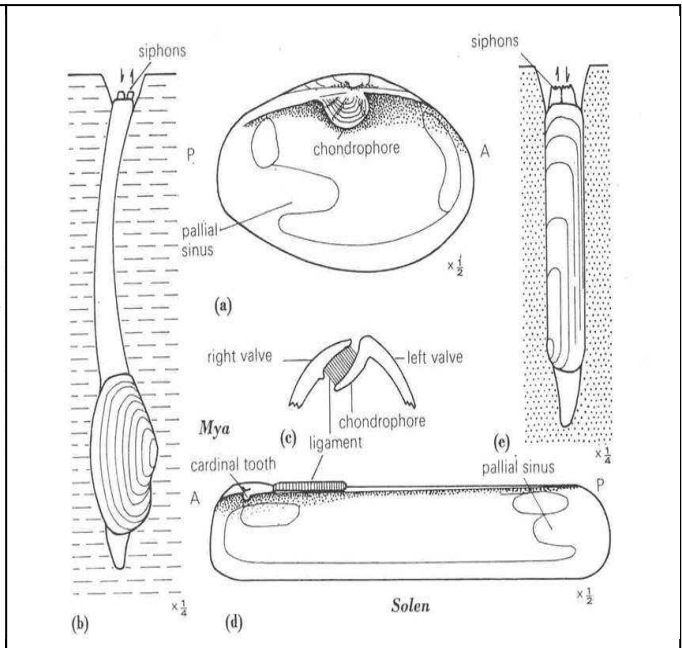 siphons
P
chondrophore
A
pallial
sinus
× 1/2
(a)
siphons
right valve
left valve
Mya
(c)
chondrophore
ligament
(e)
× 1/4
cardinal tooth
pallial sinus
A
P
× 1/4
(b)
(d)
Solen
× 1/2